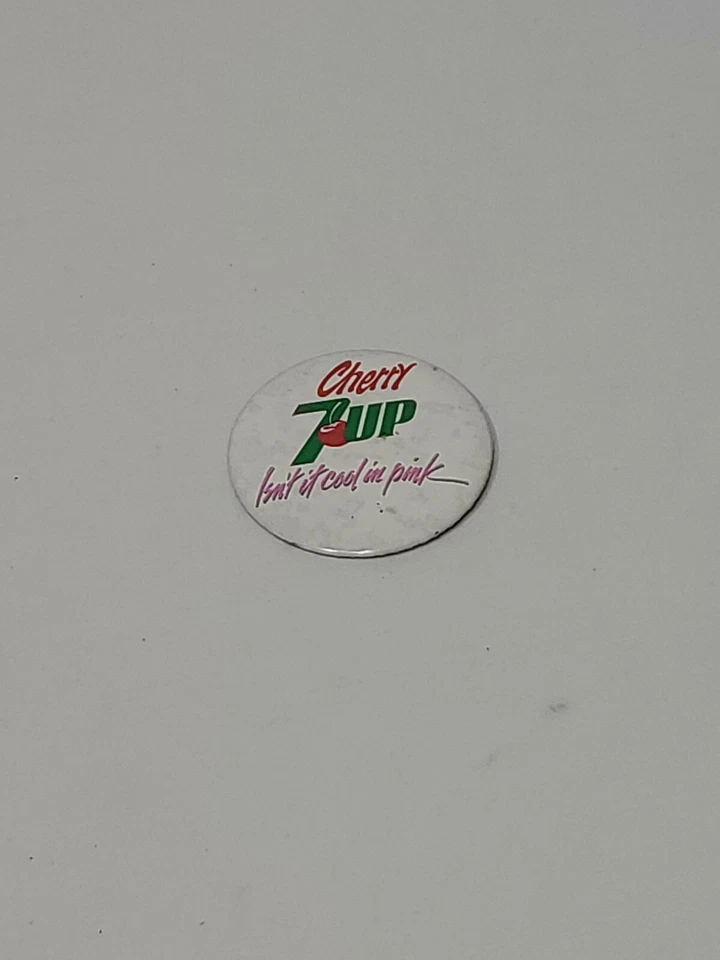 Cherry
7UP
Isn't it cool in pink